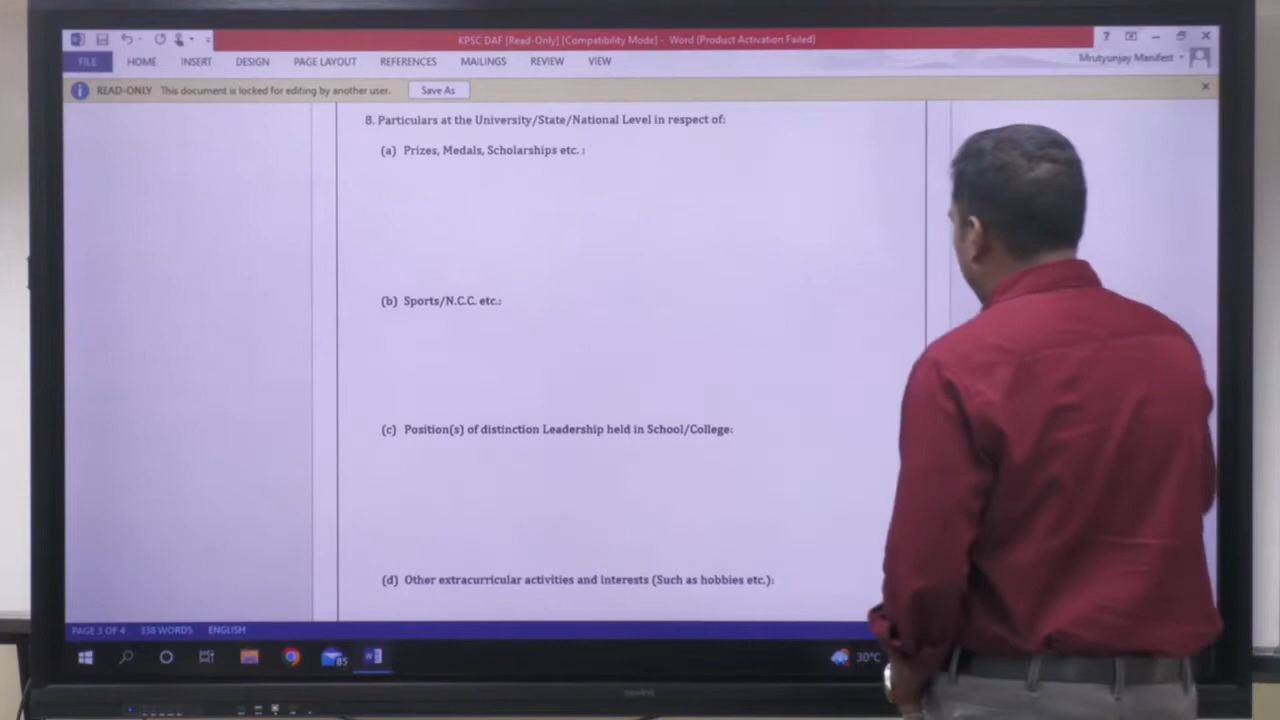 KPSC DAF [Read-Only] [Compatibility Mode] - Word (Product Activation Failed)
FILE HOME INSERT DESIGN PAGE LAYOUT REFERENCES MAILINGS REVIEW VIEW
Mrutyunjay Manifest
READ-ONLY This document is locked for editing by another user. Save As
8. Particulars at the University/State/National Level in respect of:
(a) Prizes, Medals, Scholarships etc. :
(b) Sports/N.C.C. etc.:
(c) Position(s) of distinction Leadership held in School/College:
(d) Other extracurricular activities and interests (Such as hobbies etc.):
PAGE 3 OF 4 338 WORDS ENGLISH
85
30°C